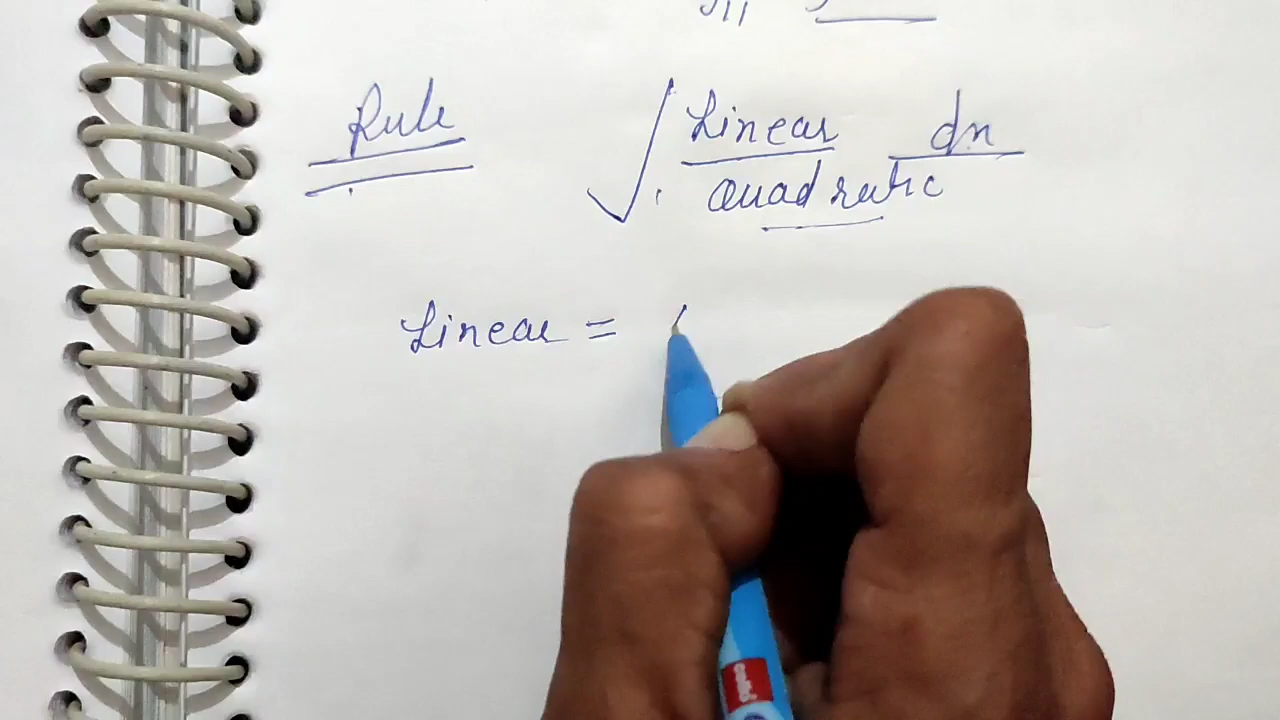 Rule ∫ Linear/Quadratic dx
Linear =